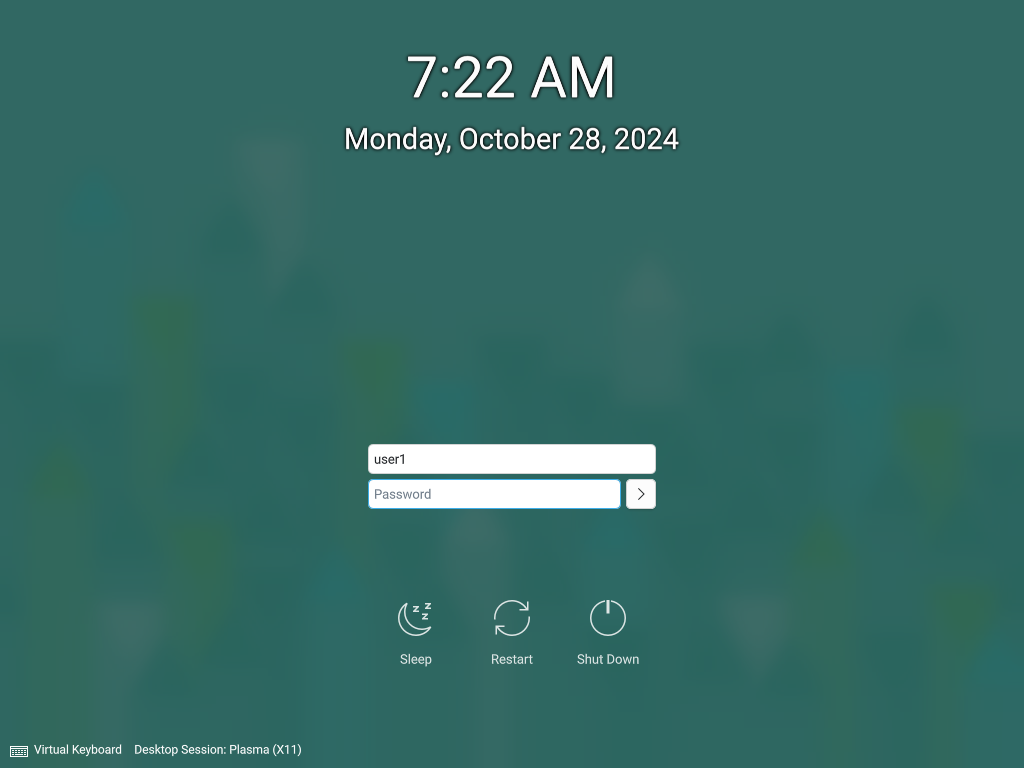 7:22 AM
Monday, October 28, 2024
user1
Password
z z z
Sleep
Restart
Shut Down
Virtual Keyboard Desktop Session: Plasma (X11)